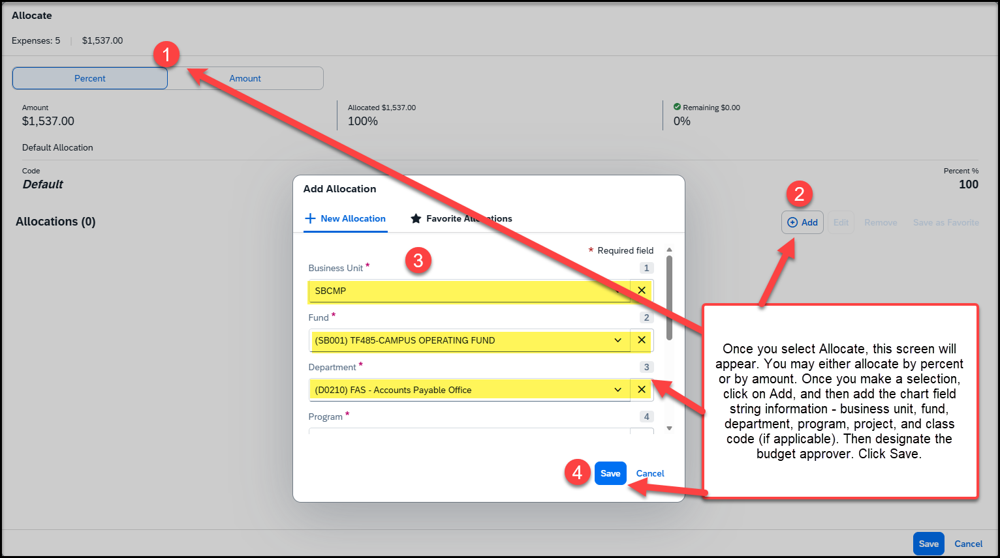 Allocate
Expenses: 5 | $1,537.00
1
Percent
Amount
Amount
$1,537.00
Allocated $1,537.00
100%
Remaining $0.00
0%
Default Allocation
Code
Default
Percent %
100
2
Allocations (0)
Add
Edit
Remove
Save as Favorite
Add Allocation
New Allocation
Favorite Allocations
* Required field
3
Business Unit *
1
SBCMP
Fund *
2
(SB001) TF485-CAMPUS OPERATING FUND
Department *
3
(D0210) FAS - Accounts Payable Office
Program *
4
4
Save
Cancel
Once you select Allocate, this screen will
appear. You may either allocate by percent
or by amount. Once you make a selection,
click on Add, and then add the chart field
string information - business unit, fund,
department, program, project, and class
code (if applicable). Then designate the
budget approver. Click Save.
Save
Cancel